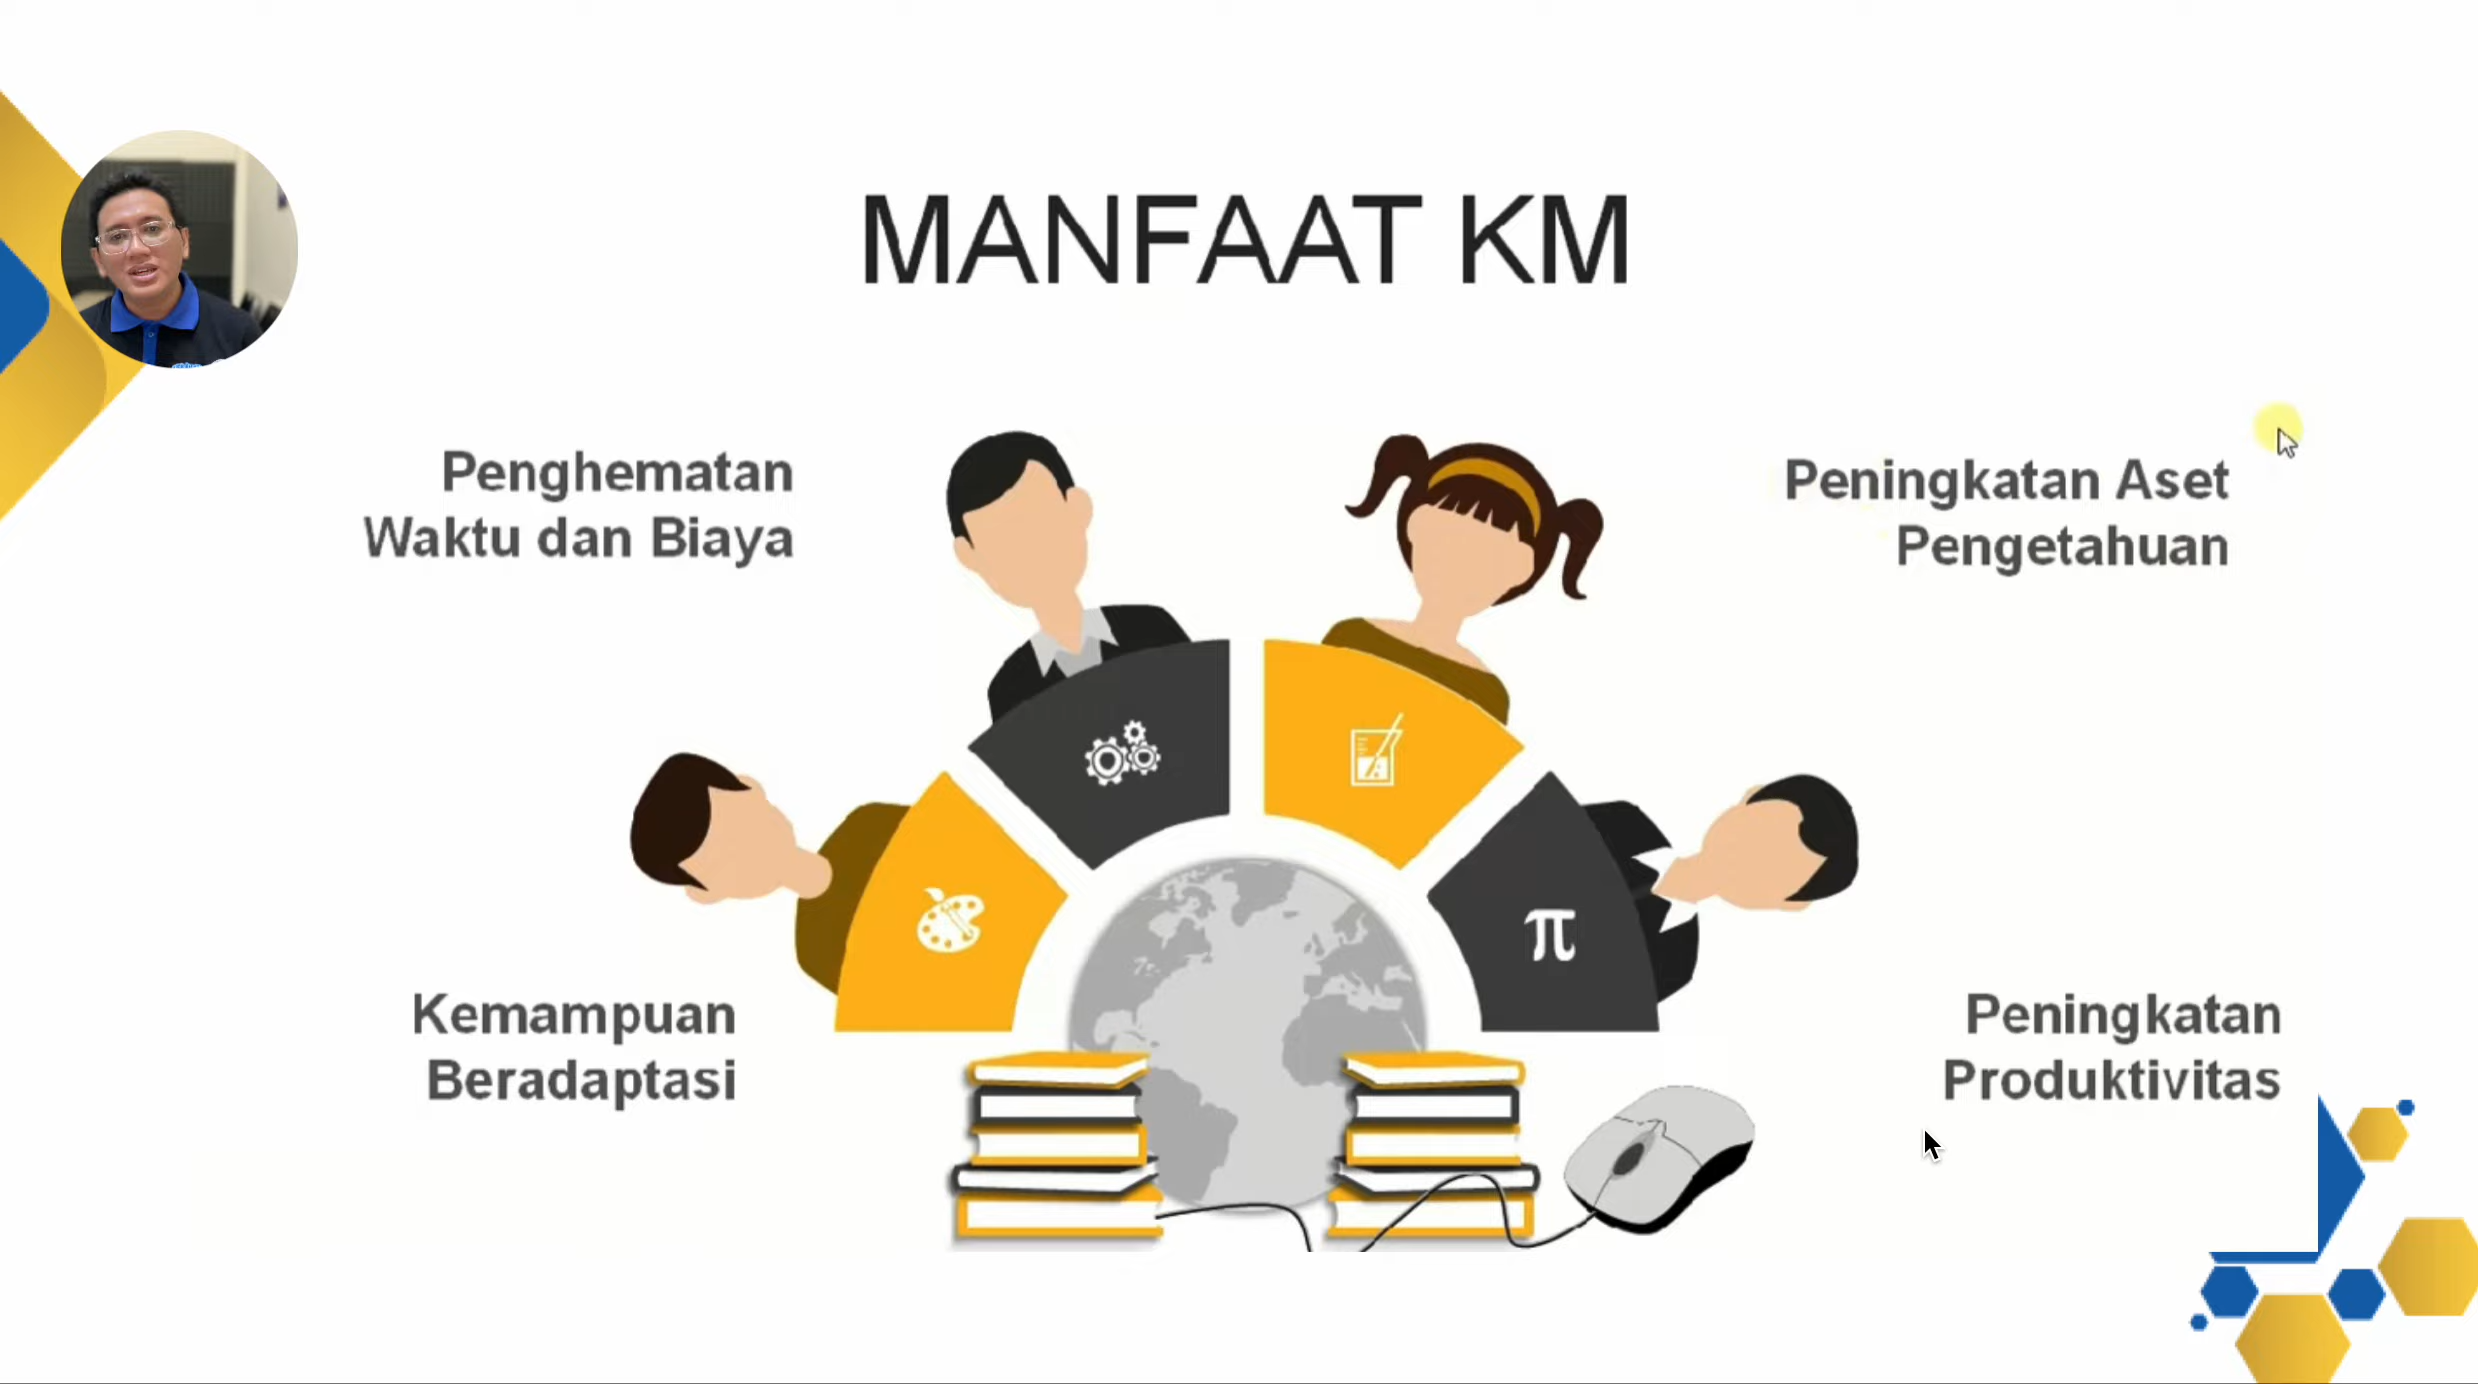 MANFAAT KM
Penghematan
Waktu dan Biaya
Peningkatan Aset
Pengetahuan
π
Kemampuan
Beradaptasi
Peningkatan
Produktivitas